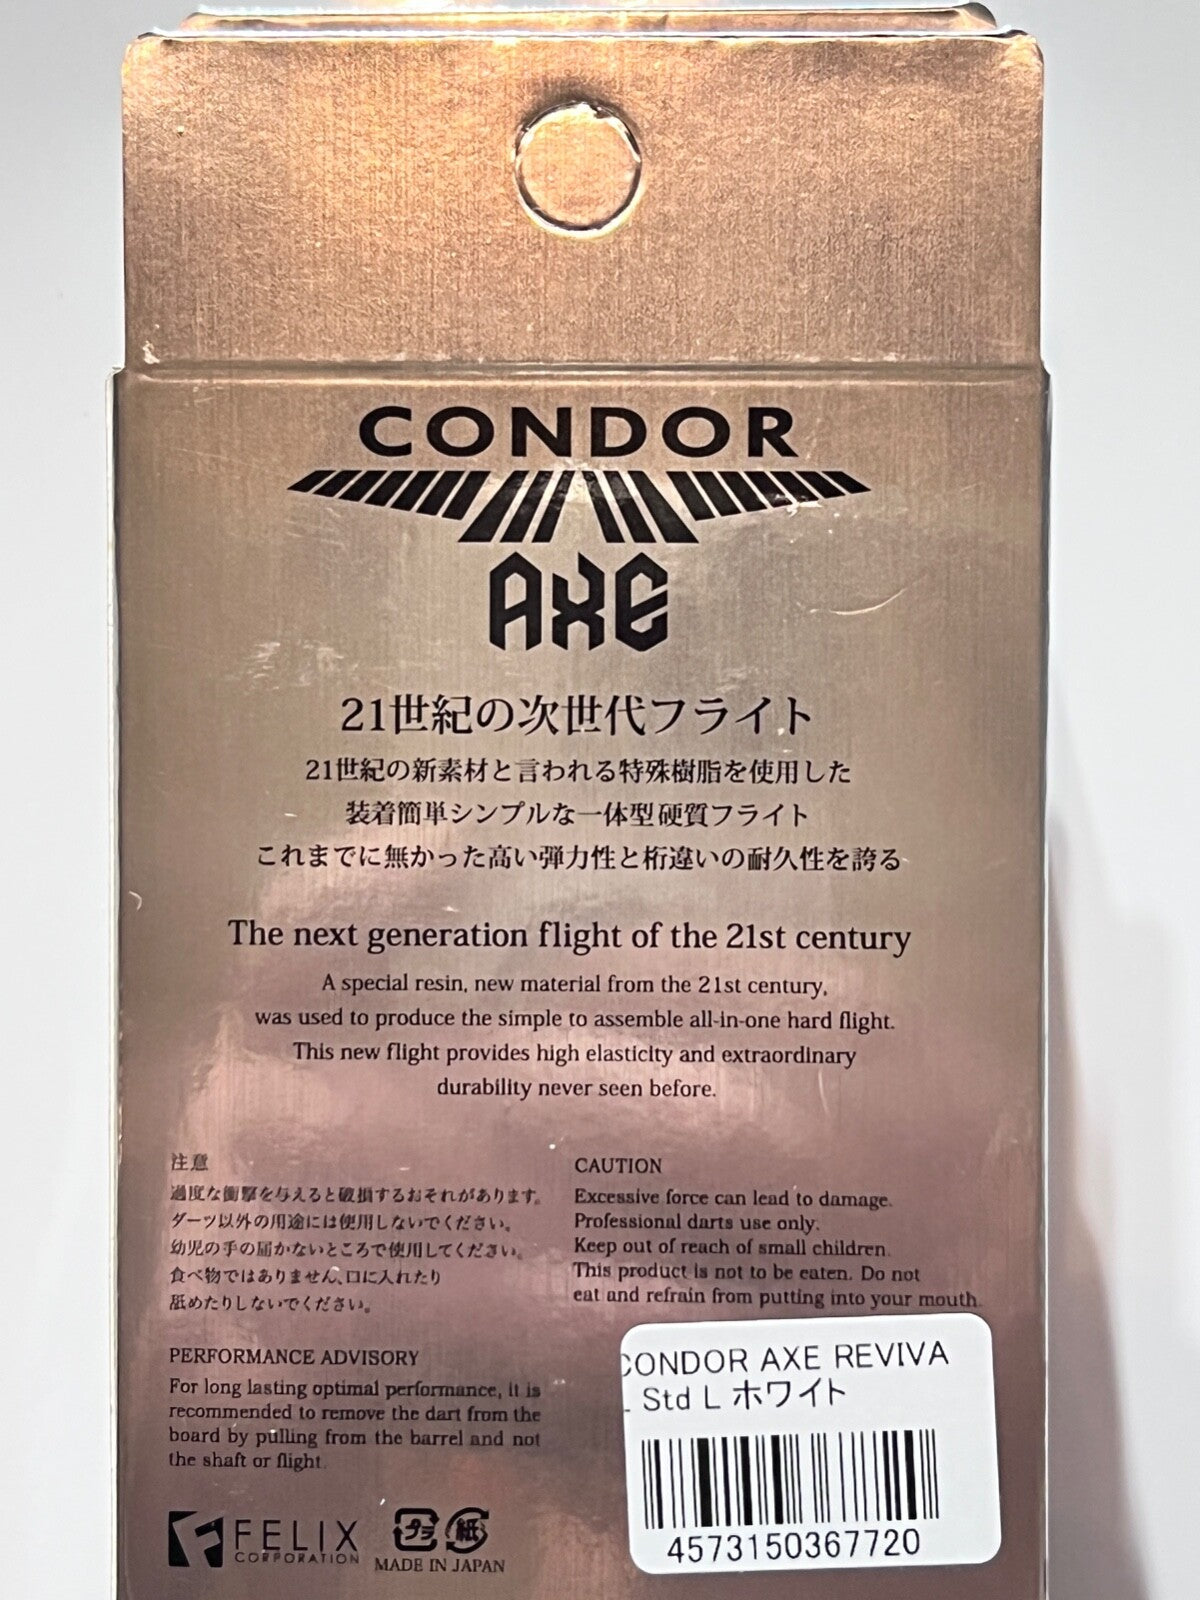 CONDOR
AXE
21世紀の次世代フライト
21世紀の新素材と言われる特殊樹脂を使用した
装着簡単シンプルな一体型硬質フライト
これまでに無かった高い弾力性と桁違いの耐久性を誇る
The next generation flight of the 21st century
A special resin, new material from the 21st century,
was used to produce the simple to assemble all-in-one hard flight.
This new flight provides high elasticity and extraordinary
durability never seen before.
注意
過度な衝撃を与えると破損するおそれがあります。
ダーツ以外の用途には使用しないでください。
幼児の手の届かないところで使用してください。
食べ物ではありません、口に入れたり
舐めたりしないでください。
CAUTION
Excessive force can lead to damage.
Professional darts use only.
Keep out of reach of small children.
This product is not to be eaten. Do not
eat and refrain from putting into your mouth.
PERFORMANCE ADVISORY
For long lasting optimal performance, it is
recommended to remove the dart from the
board by pulling from the barrel and not
the shaft or flight.
FELIX
CORPORATION
プラ 紙
MADE IN JAPAN
CONDOR AXE REVIVA
L Std L ホワイト
4573150367720